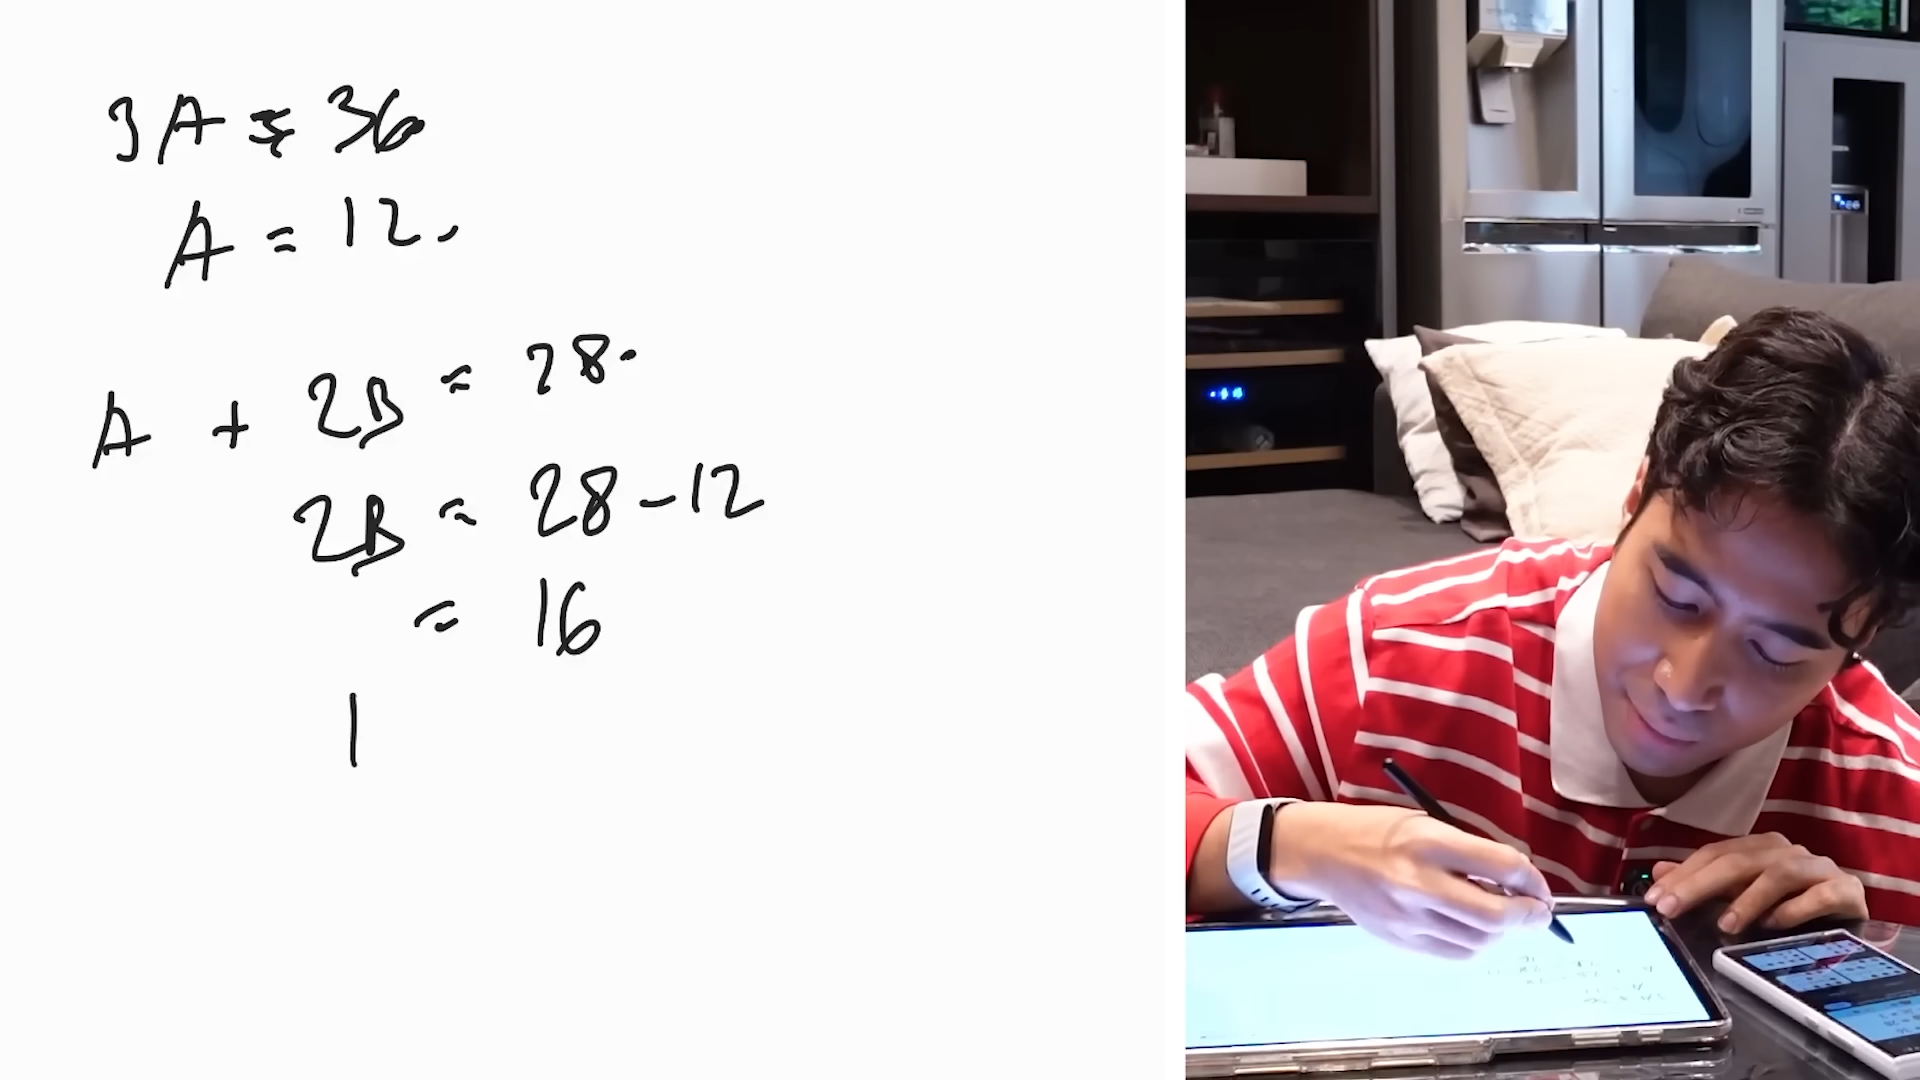 3A = 36
A = 12.
A + 2B = 28.
2B = 28 - 12
= 16
1